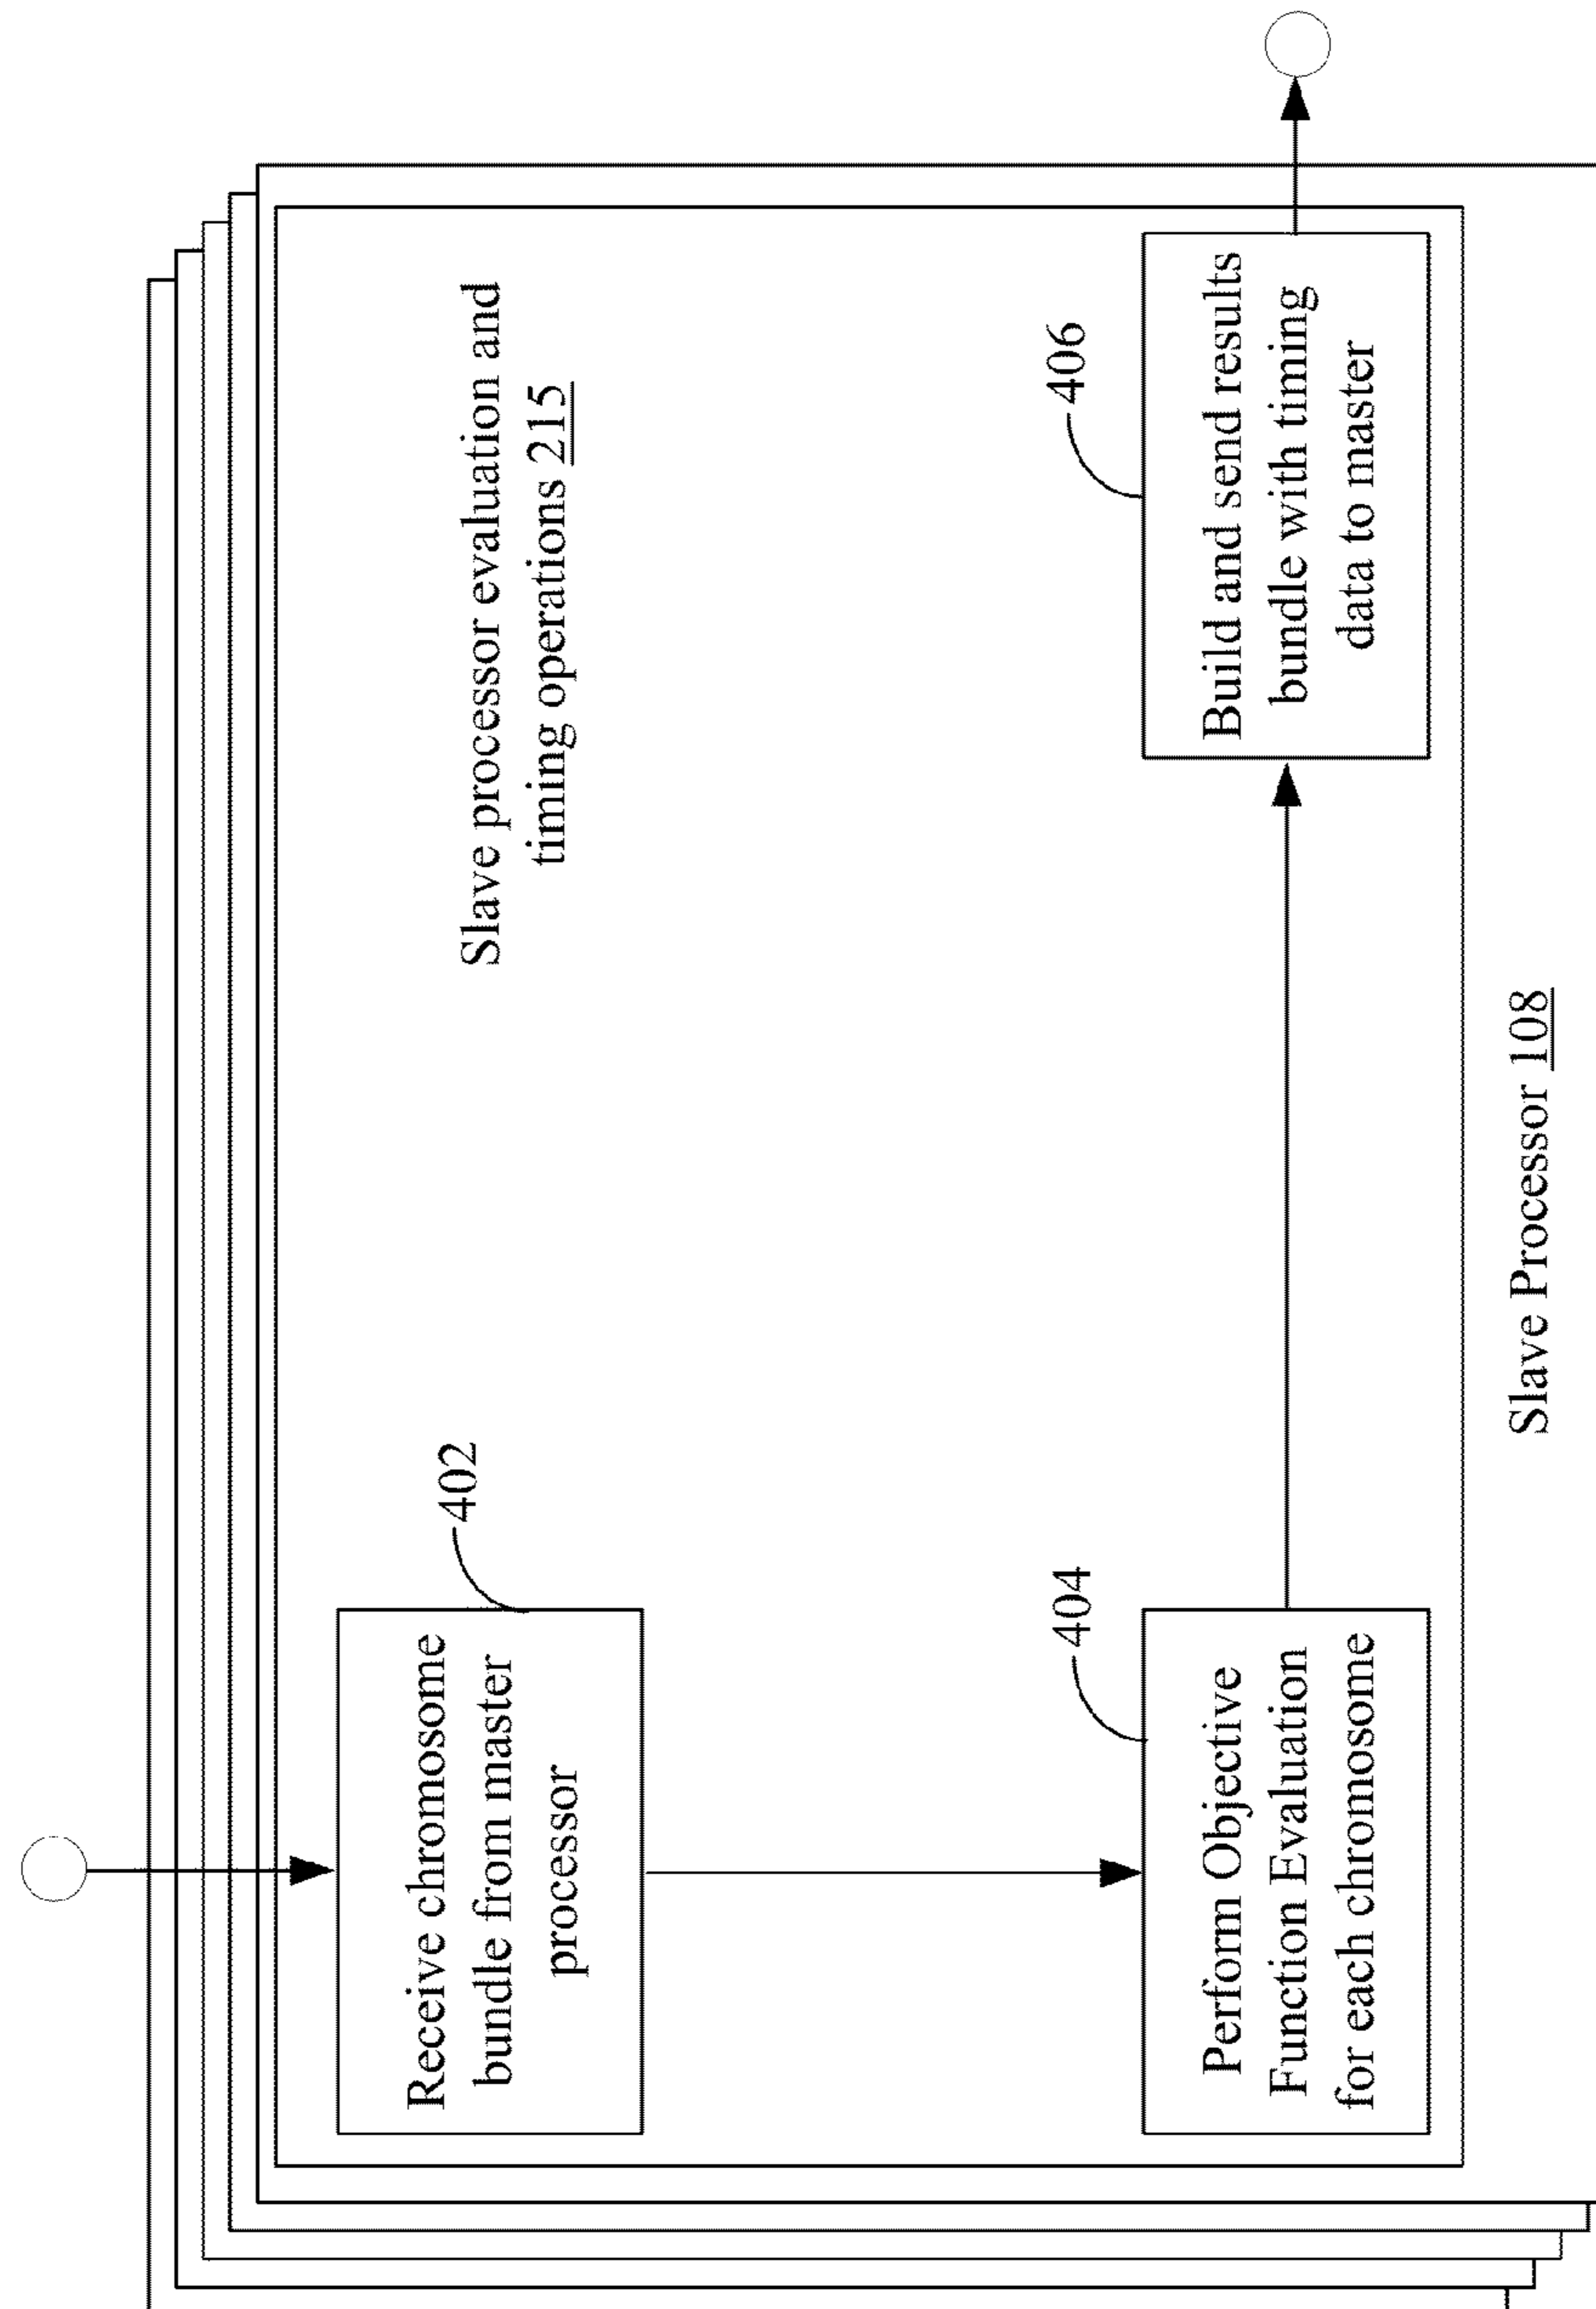 Receive chromosome
bundle from master
processor
402
Slave processor evaluation and
timing operations 215
Perform Objective
Function Evaluation
for each chromosome
404
Build and send results
bundle with timing
data to master
406
Slave Processor 108